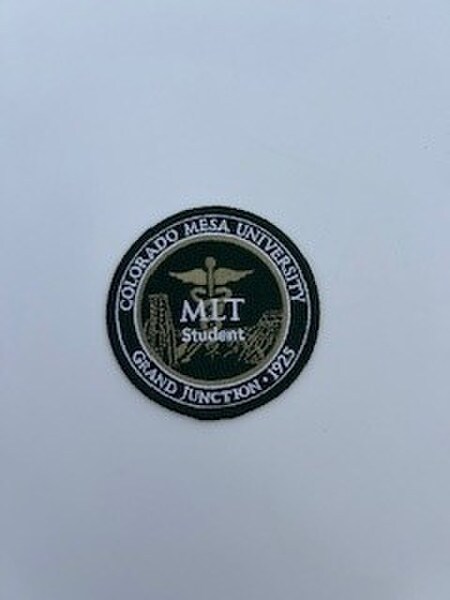 COLORADO MESA UNIVERSITY
MLT
Student
GRAND JUNCTION • 1925